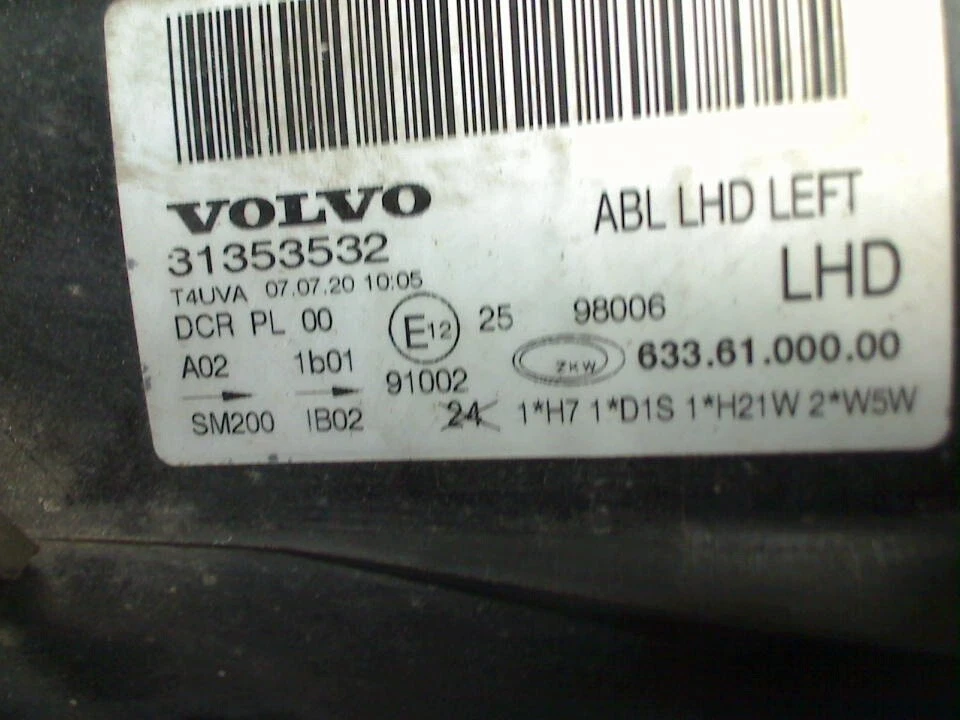 VOLVO ABL LHD LEFT
31353532 LHD
T4UVA 07.07.20 10:05
DCR PL 00 E12 25 98006
A02 1b01 91002 ZKW 633.61.000.00
SM200 IB02 24 1*H7 1*D1S 1*H21W 2*W5W